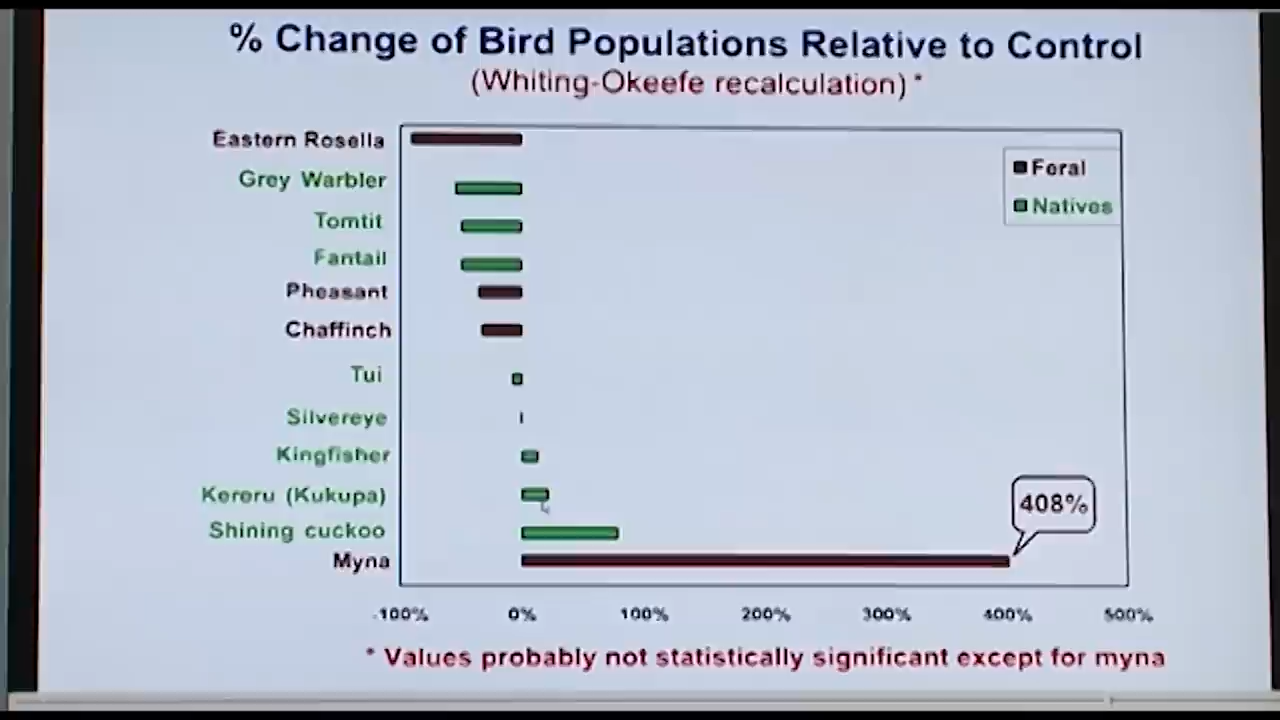 % Change of Bird Populations Relative to Control
(Whiting-Okeefe recalculation) *
Eastern Rosella
Grey Warbler
Tomtit
Fantail
Pheasant
Chaffinch
Tui
Silvereye
Kingfisher
Kereru (Kukupa)
Shining cuckoo
Myna
Feral
Natives
408%
-100% 0% 100% 200% 300% 400% 500%
* Values probably not statistically significant except for myna